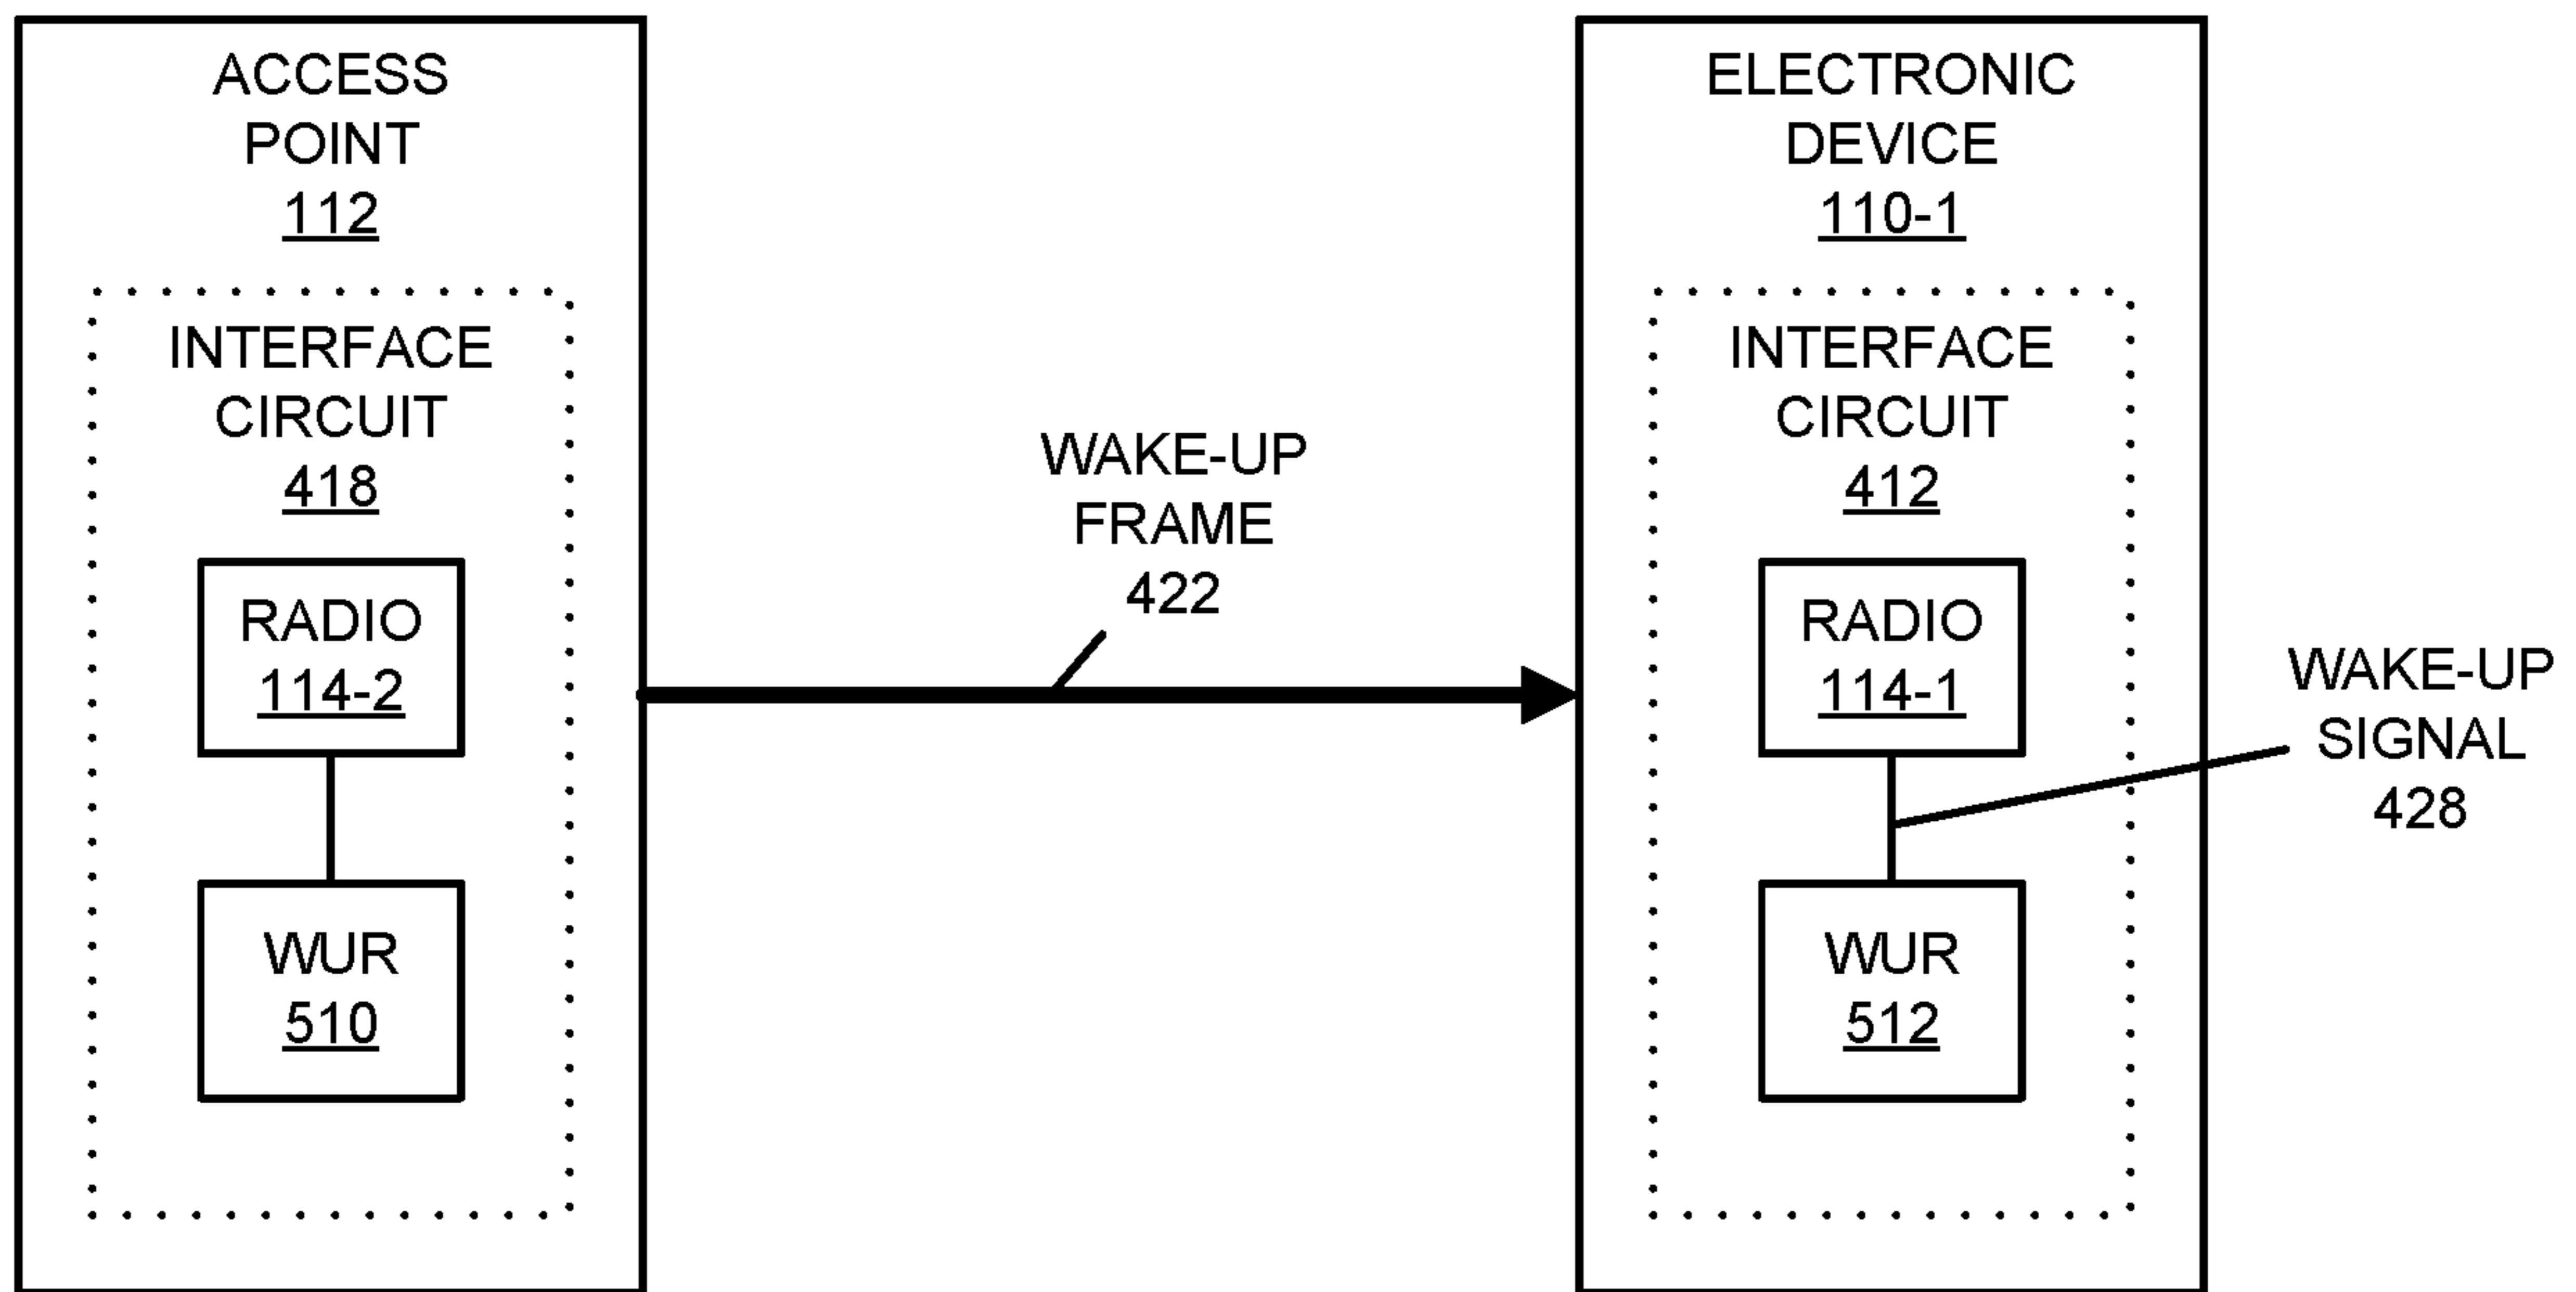 ACCESS
POINT
112
INTERFACE
CIRCUIT
418
RADIO
114-2
WUR
510
WAKE-UP
FRAME
422
ELECTRONIC
DEVICE
110-1
INTERFACE
CIRCUIT
412
RADIO
114-1
WUR
512
WAKE-UP
SIGNAL
428